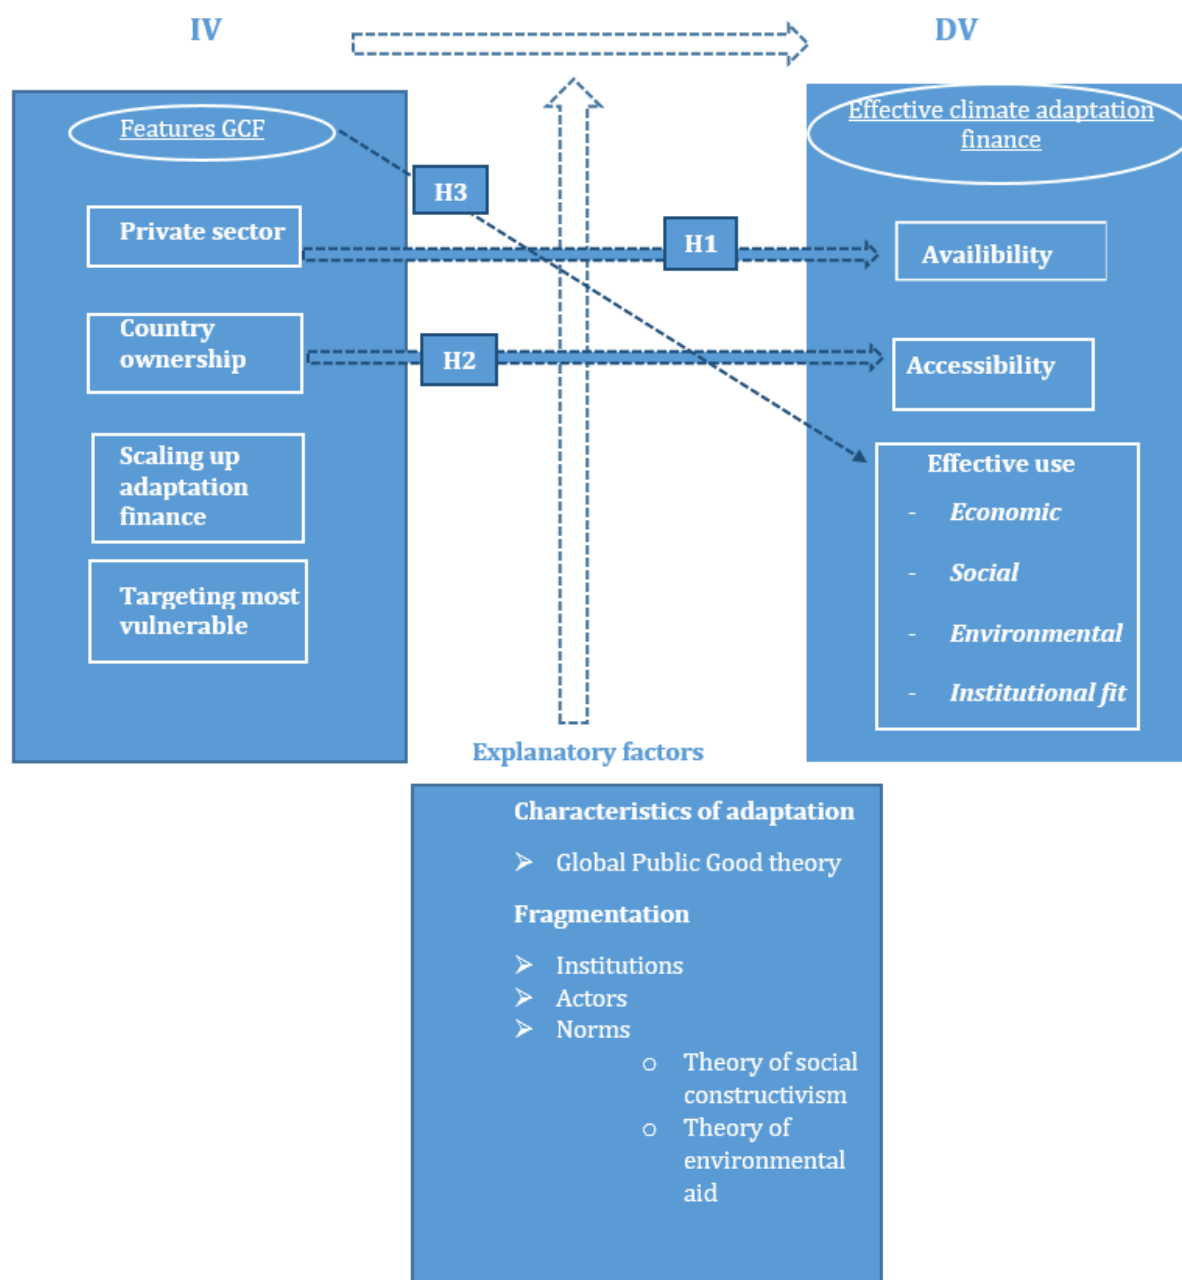 IV
DV
Features GCF
Effective climate adaptation
finance
H3
Private sector
H1
Availibility
Country
ownership
H2
Accessibility
Scaling up
adaptation
finance
Effective use
- Economic
- Social
- Environmental
- Institutional fit
Targeting most
vulnerable
Explanatory factors
Characteristics of adaptation
➢ Global Public Good theory
Fragmentation
➢ Institutions
➢ Actors
➢ Norms
o Theory of social
constructivism
o Theory of
environmental
aid